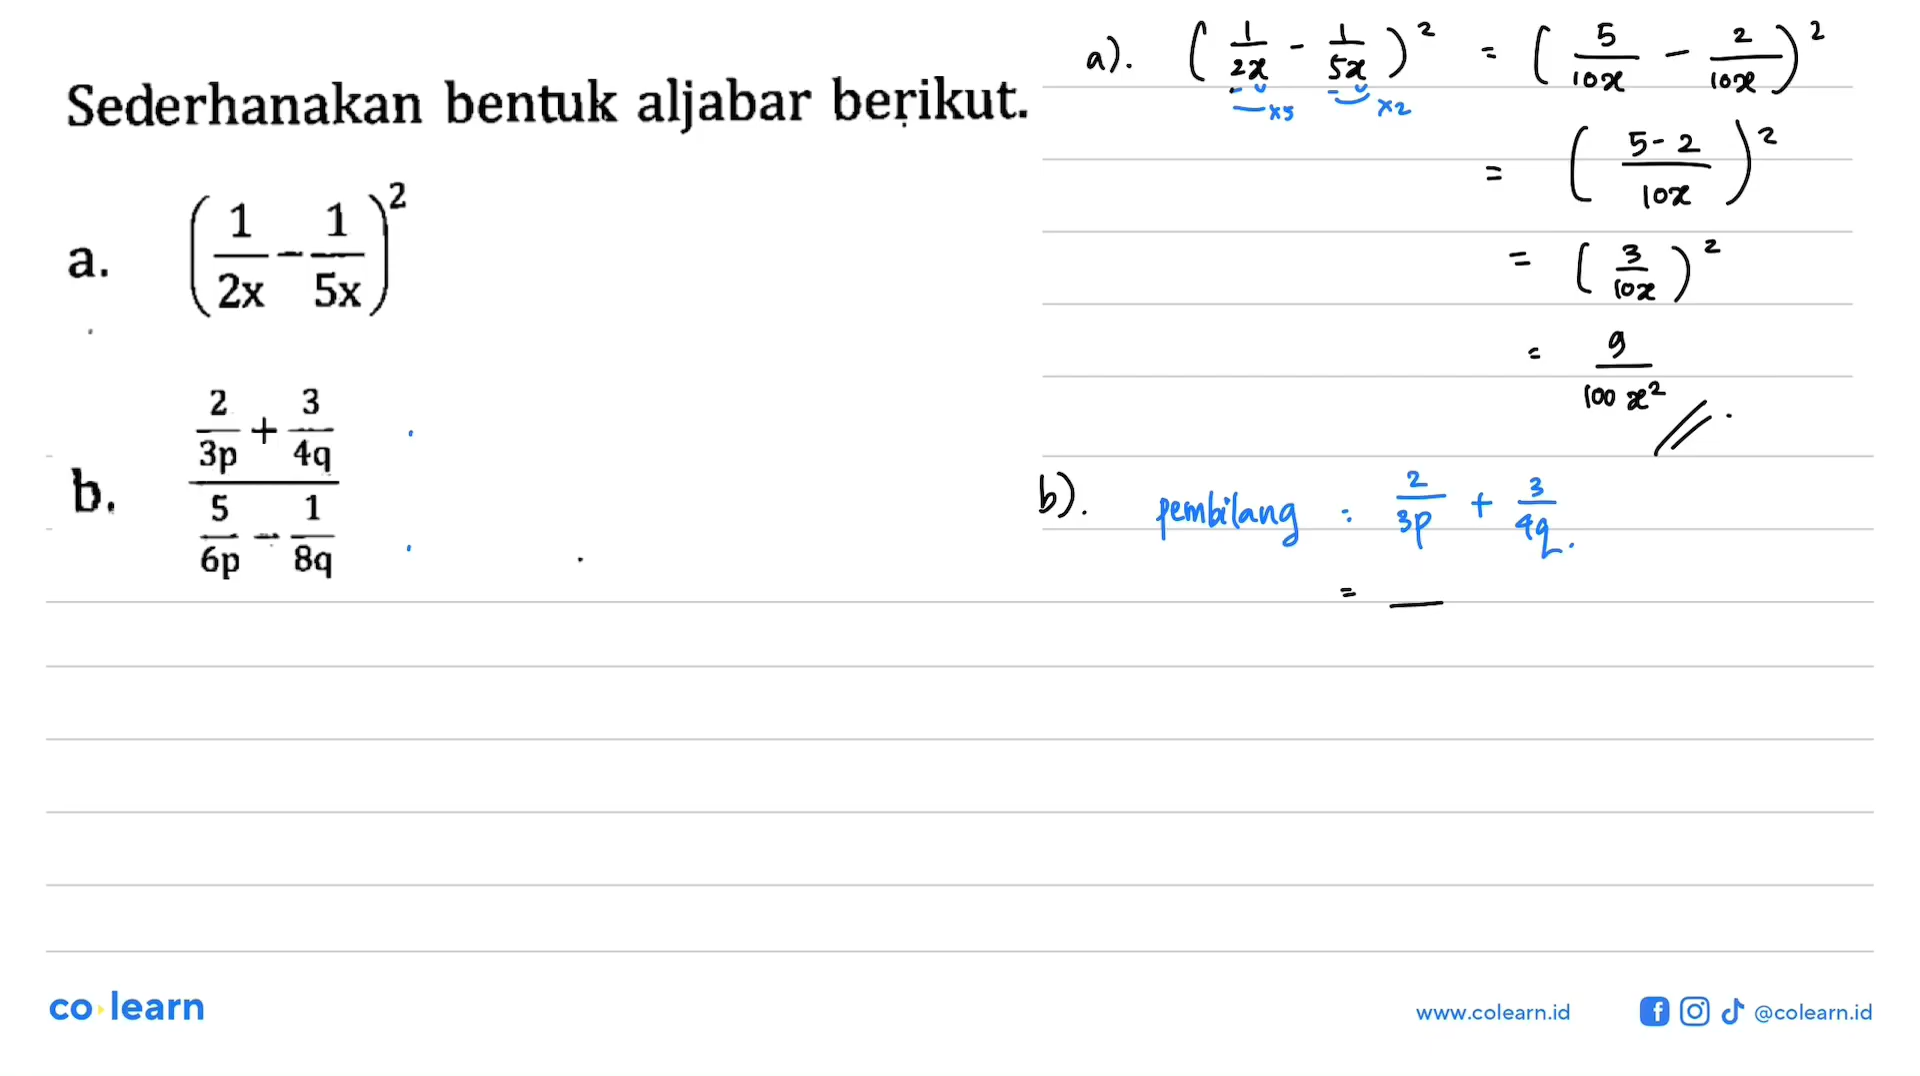 Sederhanakan bentuk aljabar berikut.
a. (1/2x - 1/5x)^2
b. (2/3p + 3/4q)/(5/6p - 1/8q)
a). (1/2x - 1/5x)^2 = (5/10x - 2/10x)^2
x5 x2
= ((5-2)/10x)^2
= (3/10x)^2
= 9/100x^2 //.
b). pembilang : 2/3p + 3/4q.
=
co learn
www.colearn.id
@colearn.id